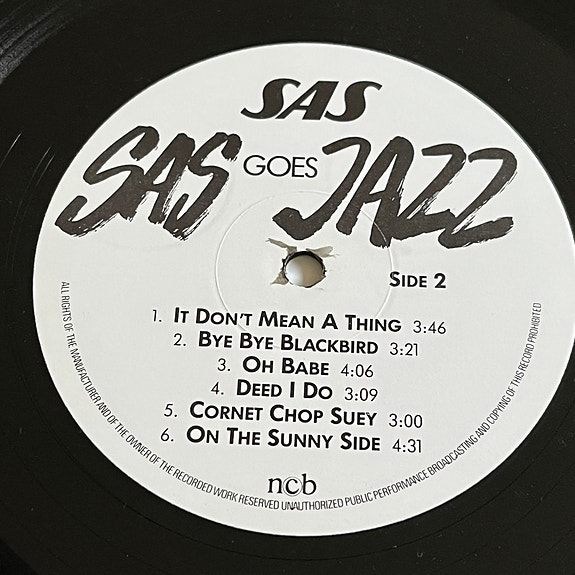 SAS
SAS GOES JAZZ
SIDE 2
1. IT DON'T MEAN A THING 3:46
2. BYE BYE BLACKBIRD 3:21
3. OH BABE 4:06
4. DEED I DO 3:09
5. CORNET CHOP SUEY 3:00
6. ON THE SUNNY SIDE 4:31
ncb
ALL RIGHTS OF THE MANUFACTURER AND OF THE OWNER OF THE RECORDED WORK RESERVED UNAUTHORIZED PUBLIC PERFORMANCE BROADCASTING AND COPYING OF THIS RECORD PROHIBITED